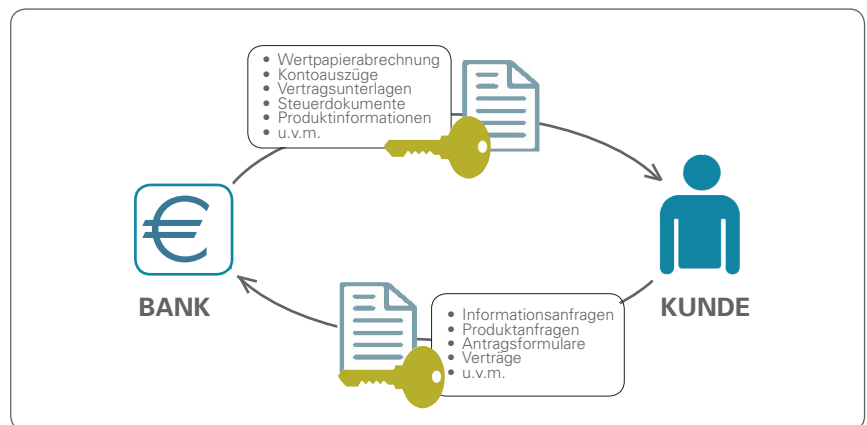 • Wertpapierabrechnung
• Kontoauszüge
• Vertragsunterlagen
• Steuerdokumente
• Produktinformationen
• u.v.m.
€
BANK
KUNDE
• Informationsanfragen
• Produktanfragen
• Antragsformulare
• Verträge
• u.v.m.